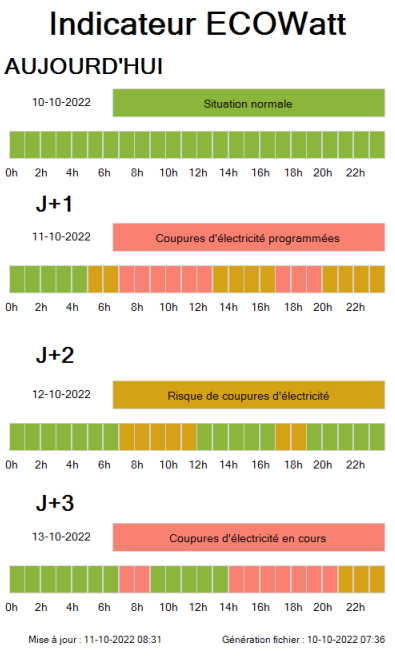 Indicateur ECOWatt
AUJOURD'HUI
10-10-2022 Situation normale
0h 2h 4h 6h 8h 10h 12h 14h 16h 18h 20h 22h
J+1
11-10-2022 Coupures d'électricité programmées
0h 2h 4h 6h 8h 10h 12h 14h 16h 18h 20h 22h
J+2
12-10-2022 Risque de coupures d'électricité
0h 2h 4h 6h 8h 10h 12h 14h 16h 18h 20h 22h
J+3
13-10-2022 Coupures d'électricité en cours
0h 2h 4h 6h 8h 10h 12h 14h 16h 18h 20h 22h
Mise à jour : 11-10-2022 08:31 Génération fichier : 10-10-2022 07:36